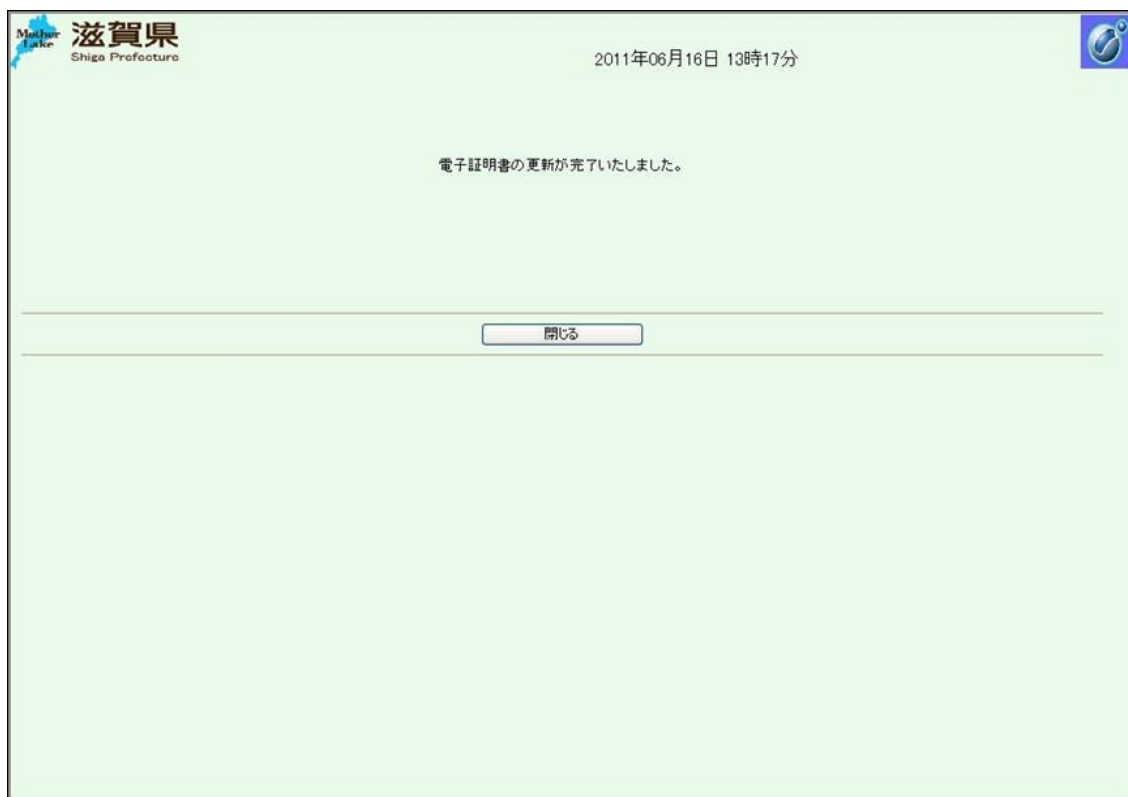 Mother
Lake
滋賀県
Shiga Prefecture
2011年06月16日 13時17分
電子証明書の更新が完了いたしました。
閉じる